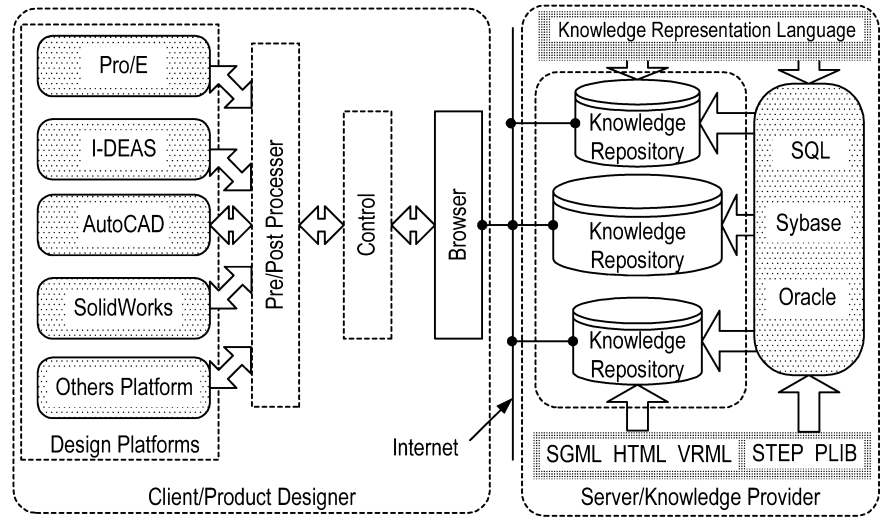 Pro/E
I-DEAS
AutoCAD
SolidWorks
Others Platform
Design Platforms
Pre/Post Processer
Control
Browser
Internet
Client/Product Designer
Knowledge Representation Language
Knowledge
Repository
Knowledge
Repository
Knowledge
Repository
SQL
Sybase
Oracle
SGML HTML VRML
STEP PLIB
Server/Knowledge Provider